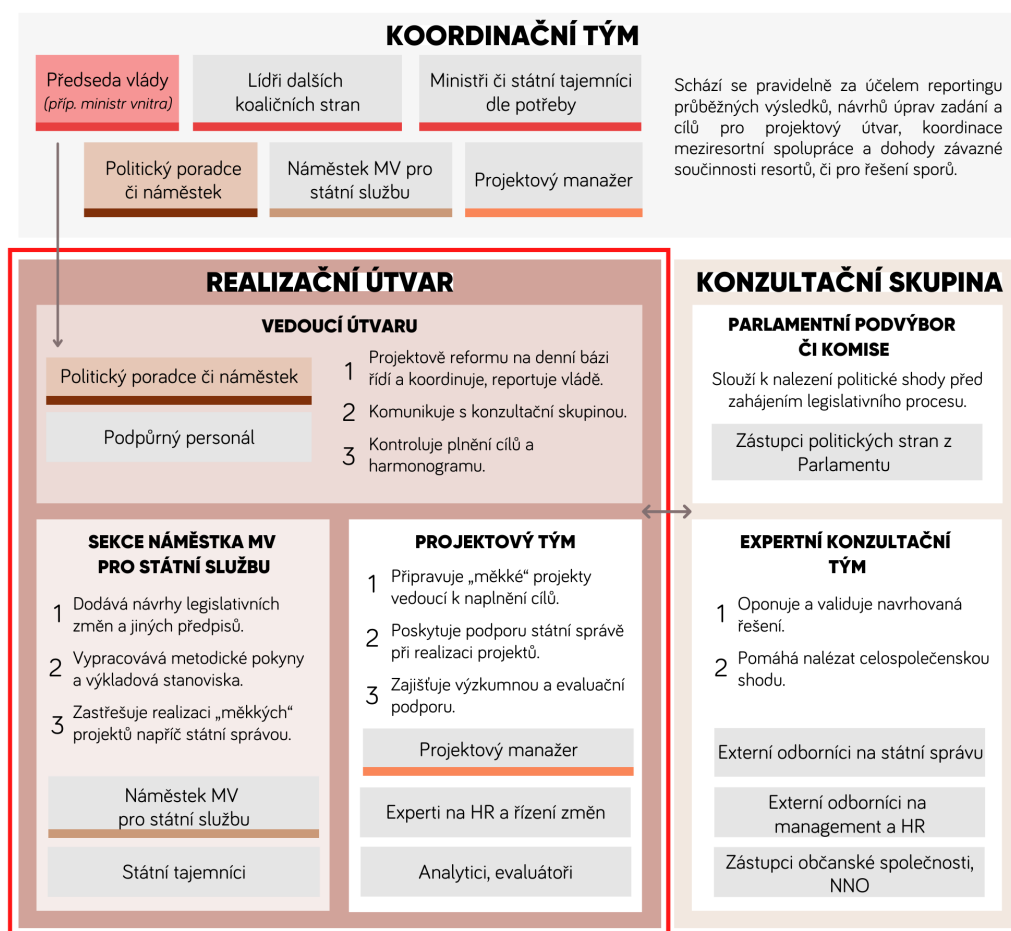 KOORDINAČNÍ TÝM
Předseda vlády
(příp. ministr vnitra)
Lídři dalších
koaličních stran
Ministři či státní tajemníci
dle potřeby
Politický poradce
či náměstek
Náměstek MV pro
státní službu
Projektový manažer
Schází se pravidelně za účelem reportingu
průběžných výsledků, návrhů úprav zadání a
cílů pro projektový útvar, koordinace
meziresortní spolupráce a dohody závazné
součinnosti resortů, či pro řešení sporů.
REALIZAČNÍ ÚTVAR
VEDOUCÍ ÚTVARU
Politický poradce či náměstek
Podpůrný personál
1 Projektově reformu na denní bázi
řídí a koordinuje, reportuje vládě.
2 Komunikuje s konzultační skupinou.
3 Kontroluje plnění cílů a
harmonogramu.
SEKCE NÁMĚSTKA MV
PRO STÁTNÍ SLUŽBU
1 Dodává návrhy legislativních
změn a jiných předpisů.
2 Vypracovává metodické pokyny
a výkladová stanoviska.
3 Zastřešuje realizaci „měkkých“
projektů napříč státní správou.
Náměstek MV
pro státní službu
Státní tajemníci
PROJEKTOVÝ TÝM
1 Připravuje „měkké“ projekty
vedoucí k naplnění cílů.
2 Poskytuje podporu státní správě
při realizaci projektů.
3 Zajišťuje výzkumnou a evaluační
podporu.
Projektový manažer
Experti na HR a řízení změn
Analytici, evaluátoři
KONZULTAČNÍ SKUPINA
PARLAMENTNÍ PODVÝBOR
ČI KOMISE
Slouží k nalezení politické shody před
zahájením legislativního procesu.
Zástupci politických stran z
Parlamentu
EXPERTNÍ KONZULTAČNÍ
TÝM
1 Oponuje a validuje navrhovaná
řešení.
2 Pomáhá nalézat celospolečenskou
shodu.
Externí odborníci na státní správu
Externí odborníci na
management a HR
Zástupci občanské společnosti,
NNO